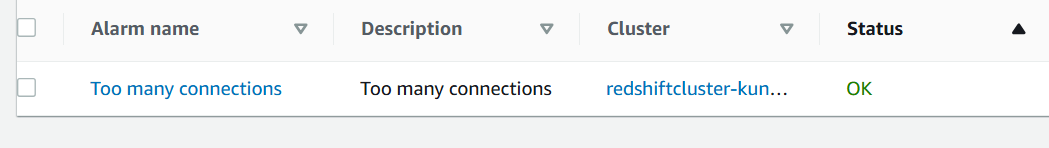 Alarm name Description Cluster Status
Too many connections Too many connections redshiftcluster-kun... OK